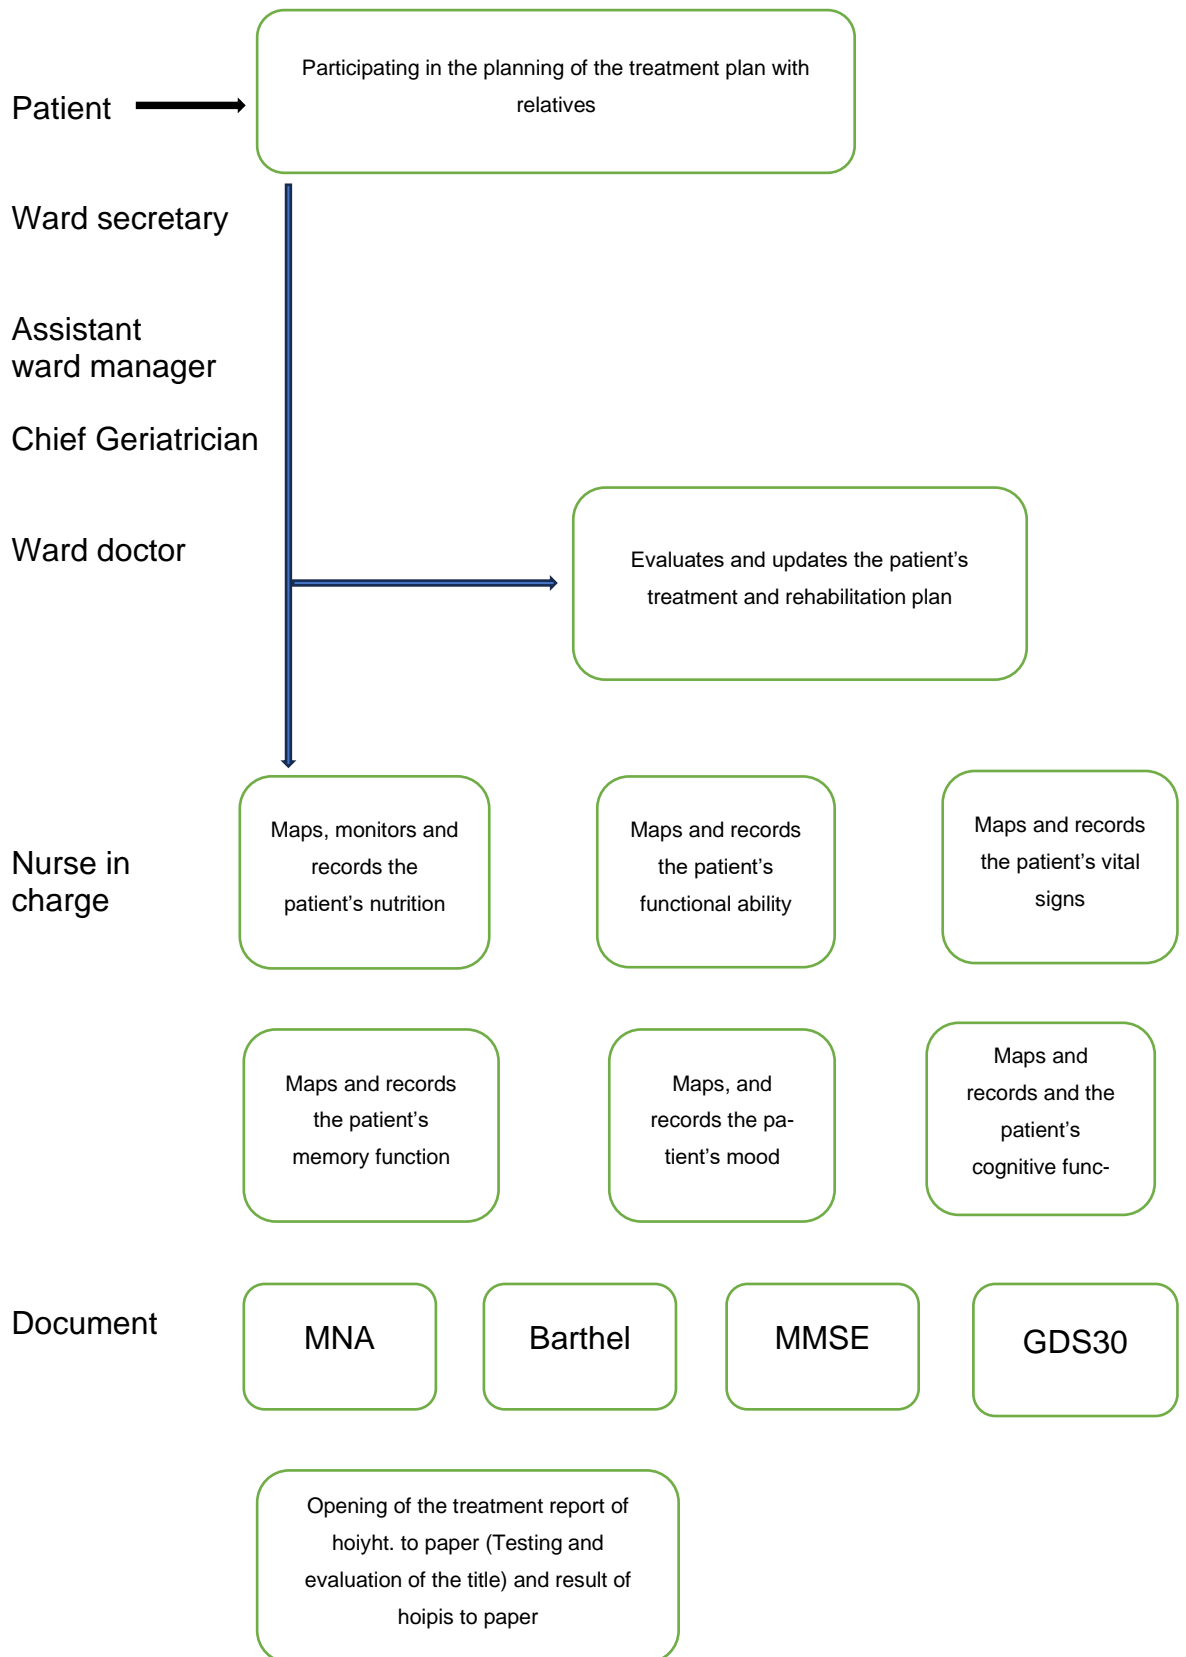 Participating in the planning of the treatment plan with
relatives
Patient
Ward secretary
Assistant
ward manager
Chief Geriatrician
Ward doctor
Evaluates and updates the patient’s
treatment and rehabilitation plan
Nurse in
charge
Maps, monitors and
records the
patient’s nutrition
Maps and records
the patient’s
functional ability
Maps and records
the patient’s vital
signs
Maps and records
the patient’s
memory function
Maps, and
records the pa-
tient’s mood
Maps and
records and the
patient’s
cognitive func-
Document
MNA
Barthel
MMSE
GDS30
Opening of the treatment report of
hoiyht. to paper (Testing and
evaluation of the title) and result of
hoipis to paper